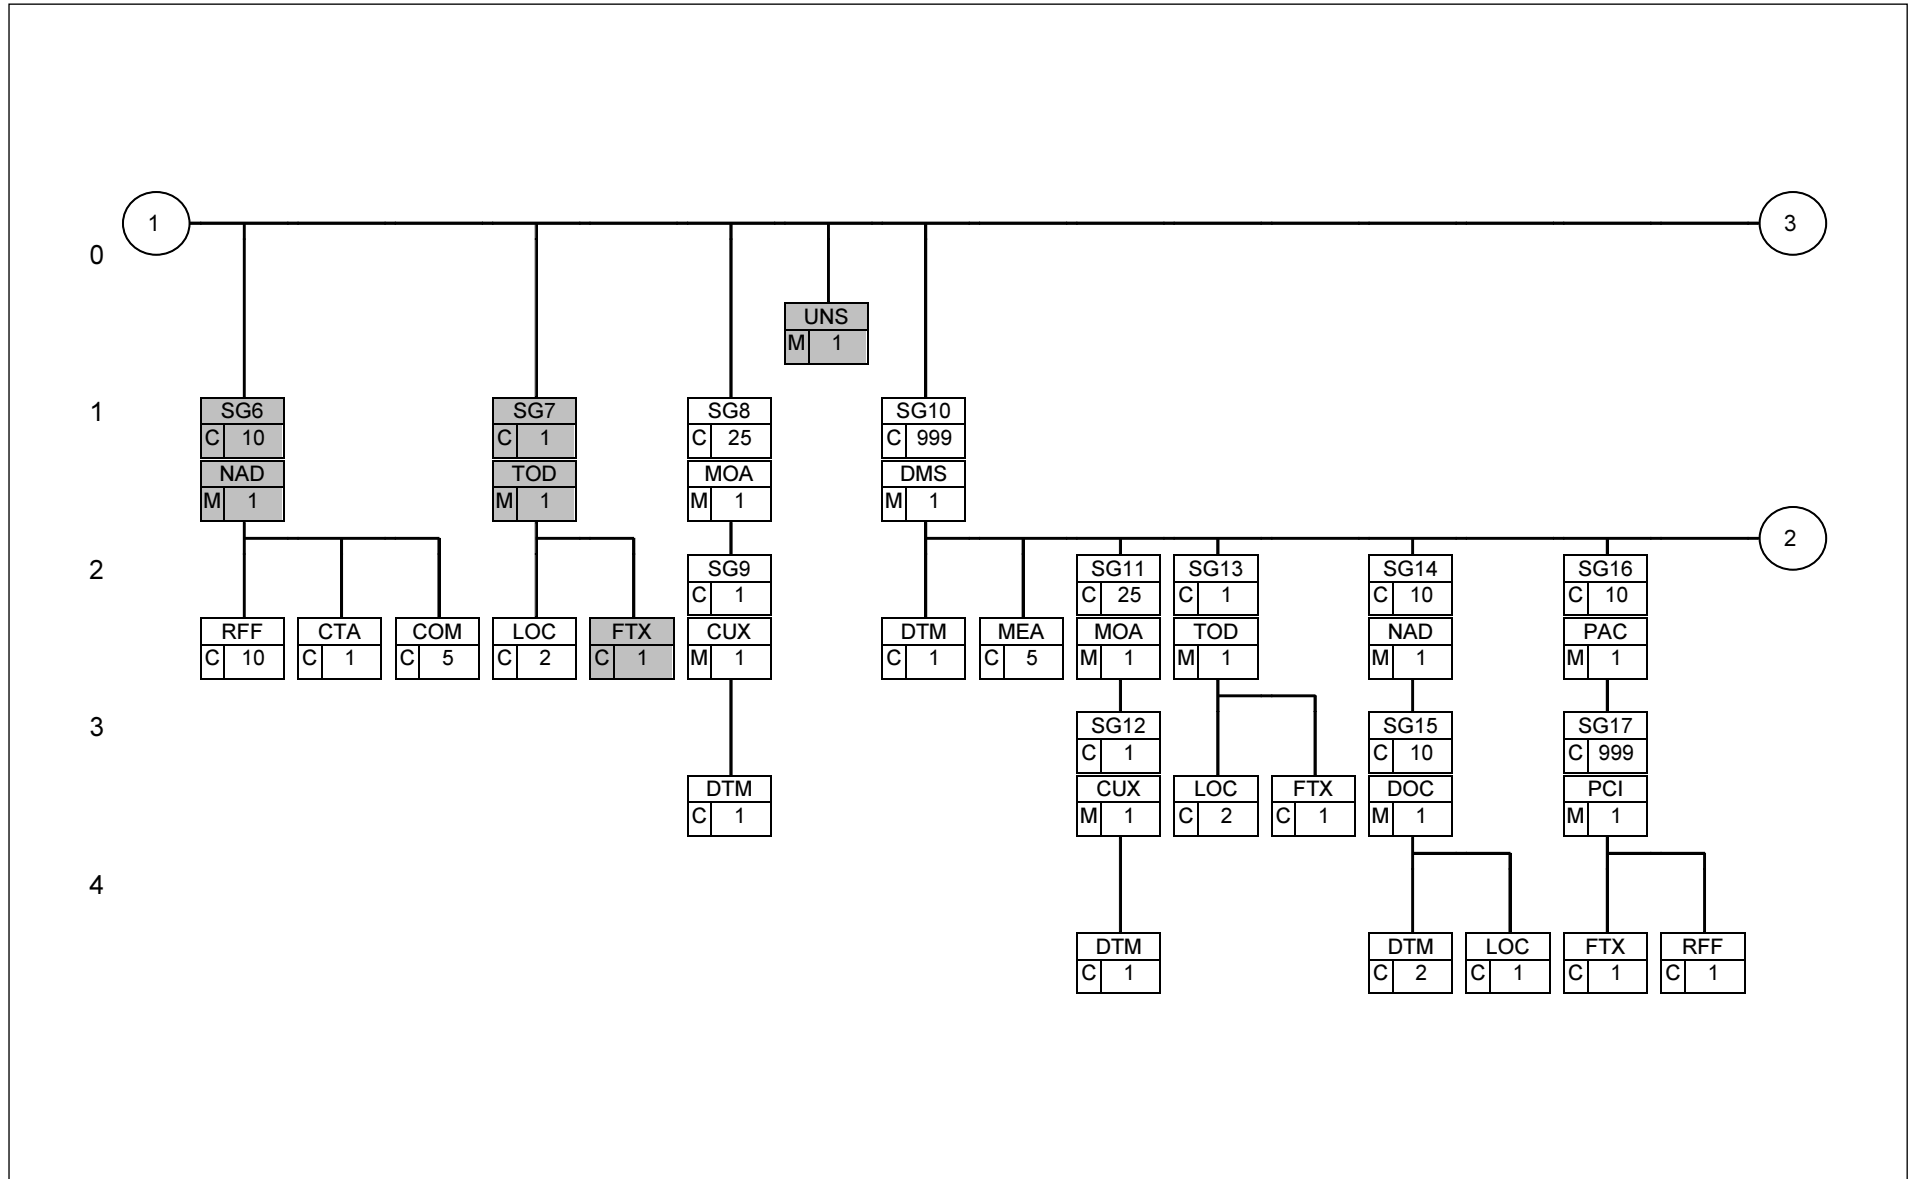 1 3
0
UNS
M 1
1 SG6 SG7 SG8 SG10
C 10 C 1 C 25 C 999
NAD TOD MOA DMS
M 1 M 1 M 1 M 1
2
2 SG9 SG11 SG13 SG14 SG16
C 1 C 25 C 1 C 10 C 10
RFF CTA COM LOC FTX CUX DTM MEA MOA TOD NAD PAC
C 10 C 1 C 5 C 2 C 1 M 1 C 1 C 5 M 1 M 1 M 1 M 1
3 SG12 SG15 SG17
C 1 C 10 C 999
DTM CUX LOC FTX DOC PCI
C 1 M 1 C 2 C 1 M 1 M 1
4
DTM DTM LOC FTX RFF
C 1 C 2 C 1 C 1 C 1